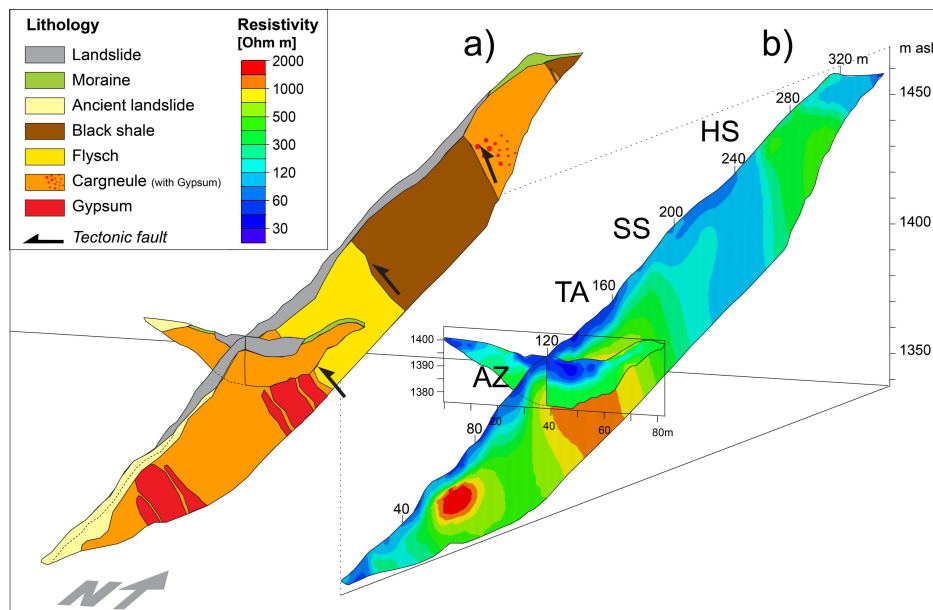 Lithology
Landslide
Moraine
Ancient landslide
Black shale
Flysch
Cargneule (with Gypsum)
Gypsum
Tectonic fault
Resistivity
[Ohm m]
2000
1000
500
300
120
60
30
a)
b)
m asl
320 m
1450
280
HS
240
1400
SS
200
TA
160
1350
1400
1390
1380
120
AZ
80
20
40
60
80m
40
N